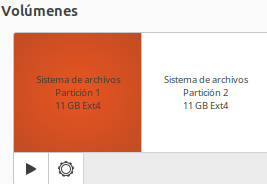 Volúmenes
Sistema de archivos
Partición 1
11 GB Ext4
Sistema de archivos
Partición 2
11 GB Ext4